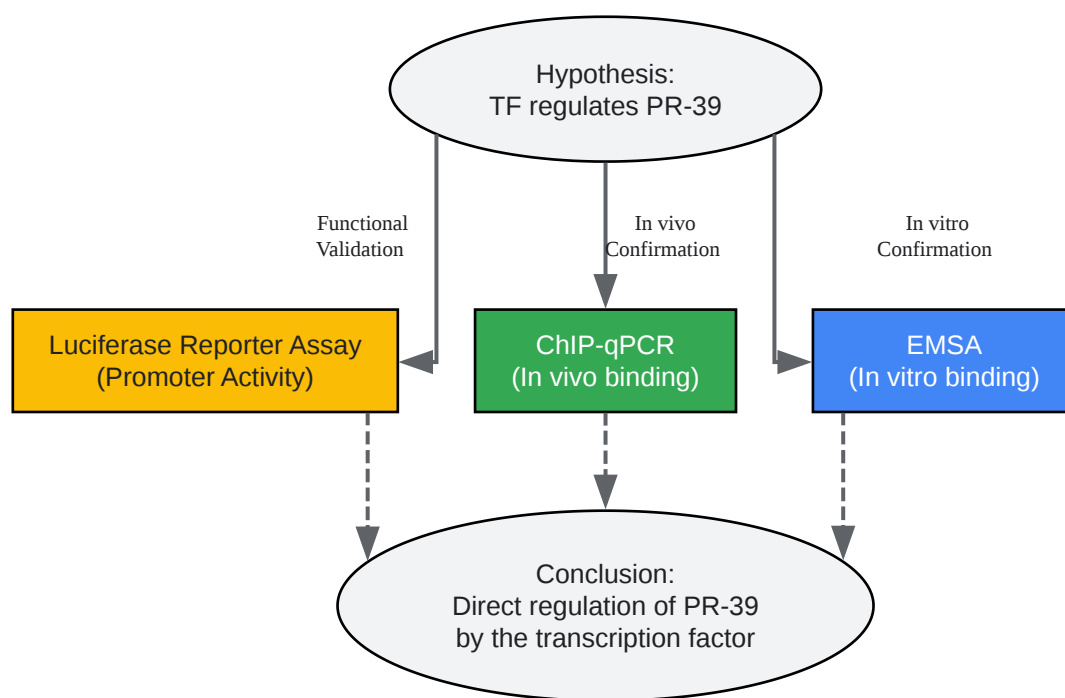 Hypothesis:
TF regulates PR-39
Functional
Validation
In vivo
Confirmation
In vitro
Confirmation
Luciferase Reporter Assay
(Promoter Activity)
ChIP-qPCR
(In vivo binding)
EMSA
(In vitro binding)
Conclusion:
Direct regulation of PR-39
by the transcription factor